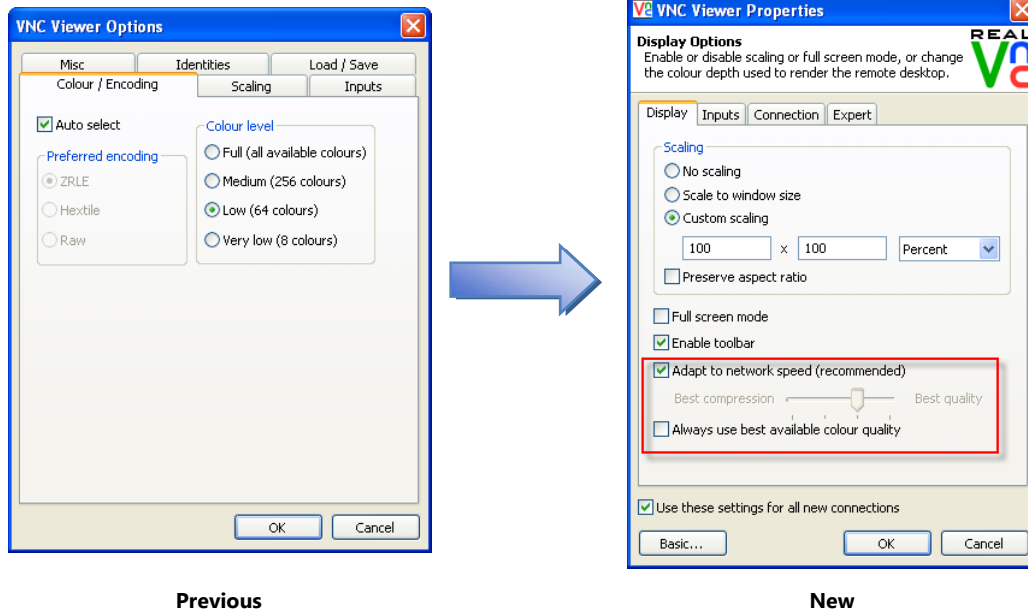 VNC Viewer Options
Misc Identities Load / Save
Colour / Encoding Scaling Inputs
Auto select
Preferred encoding
ZRLE
Hextile
Raw
Colour level
Full (all available colours)
Medium (256 colours)
Low (64 colours)
Very low (8 colours)
OK Cancel
Previous
VNC Viewer Properties
Display Options
Enable or disable scaling or full screen mode, or change
the colour depth used to render the remote desktop.
REAL
Display Inputs Connection Expert
Scaling
No scaling
Scale to window size
Custom scaling
100 x 100 Percent
Preserve aspect ratio
Full screen mode
Enable toolbar
Adapt to network speed (recommended)
Best compression Best quality
Always use best available colour quality
Use these settings for all new connections
Basic... OK Cancel
New